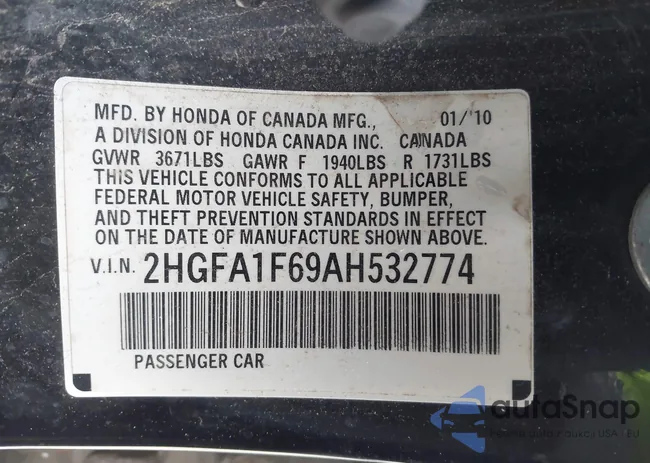 MFD. BY HONDA OF CANADA MFG., 01/'10
A DIVISION OF HONDA CANADA INC. CANADA
GVWR 3671LBS GAWR F 1940LBS R 1731LBS
THIS VEHICLE CONFORMS TO ALL APPLICABLE
FEDERAL MOTOR VEHICLE SAFETY, BUMPER,
AND THEFT PREVENTION STANDARDS IN EFFECT
ON THE DATE OF MANUFACTURE SHOWN ABOVE.
V.I.N. 2HGFA1F69AH532774
PASSENGER CAR
autaSnap
USA